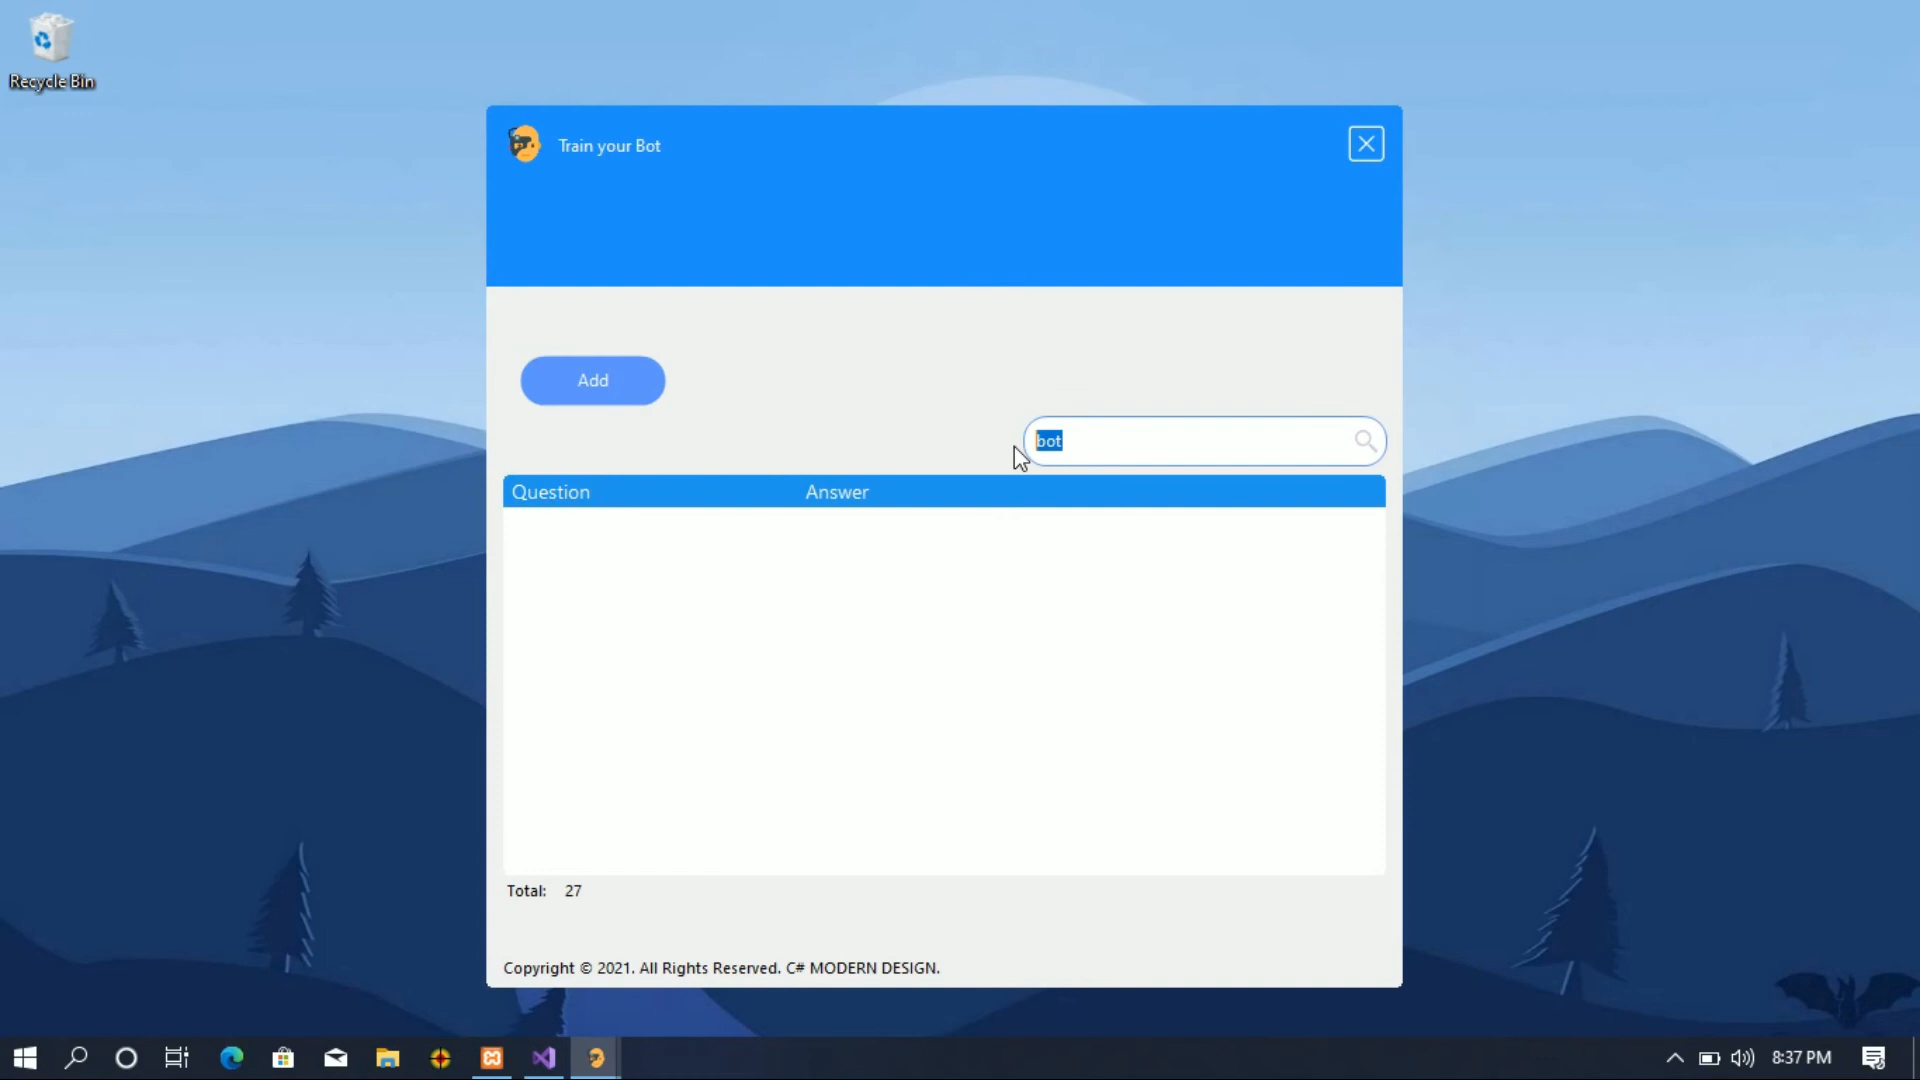 Recycle Bin
Train your Bot
Add
bot
Question Answer
Total: 27
Copyright © 2021. All Rights Reserved. C# MODERN DESIGN.
8:37 PM